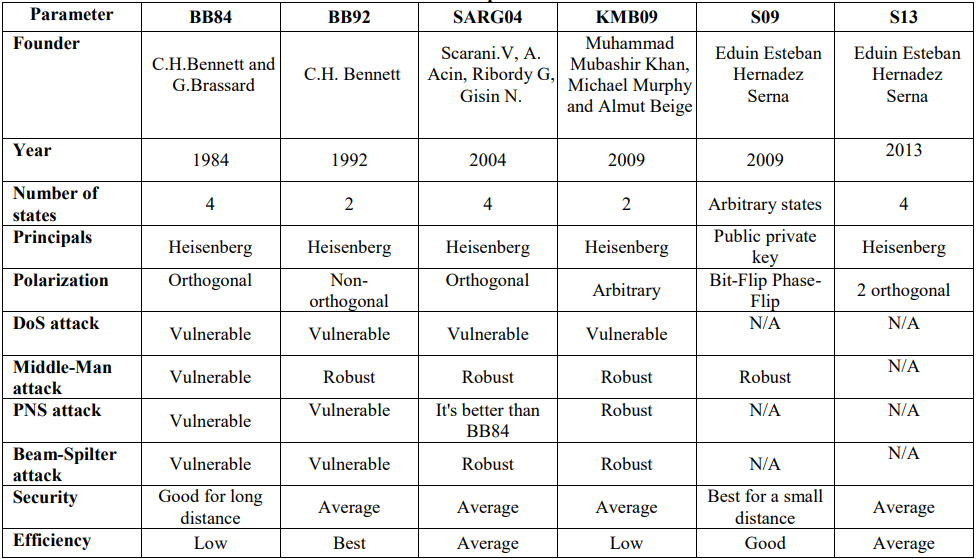 Parameter BB84 BB92 SARG04 KMB09 S09 S13
Founder
C.H.Bennett and
G.Brassard
C.H. Bennett
Scarani.V, A.
Acin, Ribordy G,
Gisin N.
Muhammad
Mubashir Khan,
Michael Murphy
and Almut Beige
Eduin Esteban
Hernadez
Serna
Eduin Esteban
Hernadez
Serna
Year
1984 1992 2004 2009 2009 2013
Number of
states
4 2 4 2 Arbitrary states 4
Principals
Heisenberg Heisenberg Heisenberg Heisenberg
Public private
key
Heisenberg
Polarization
Orthogonal
Non-
orthogonal
Orthogonal
Arbitrary
Bit-Flip Phase-
Flip
2 orthogonal
DoS attack
Vulnerable Vulnerable Vulnerable Vulnerable N/A N/A
Middle-Man
attack
Vulnerable Robust Robust Robust Robust N/A
PNS attack
Vulnerable
Vulnerable
It's better than
BB84
Robust
N/A
N/A
Beam-Spilter
attack
Vulnerable Vulnerable Robust Robust N/A N/A
Security
Good for long
distance
Average
Average
Average
Best for a small
distance
Average
Efficiency Low Best Average Low Good Average